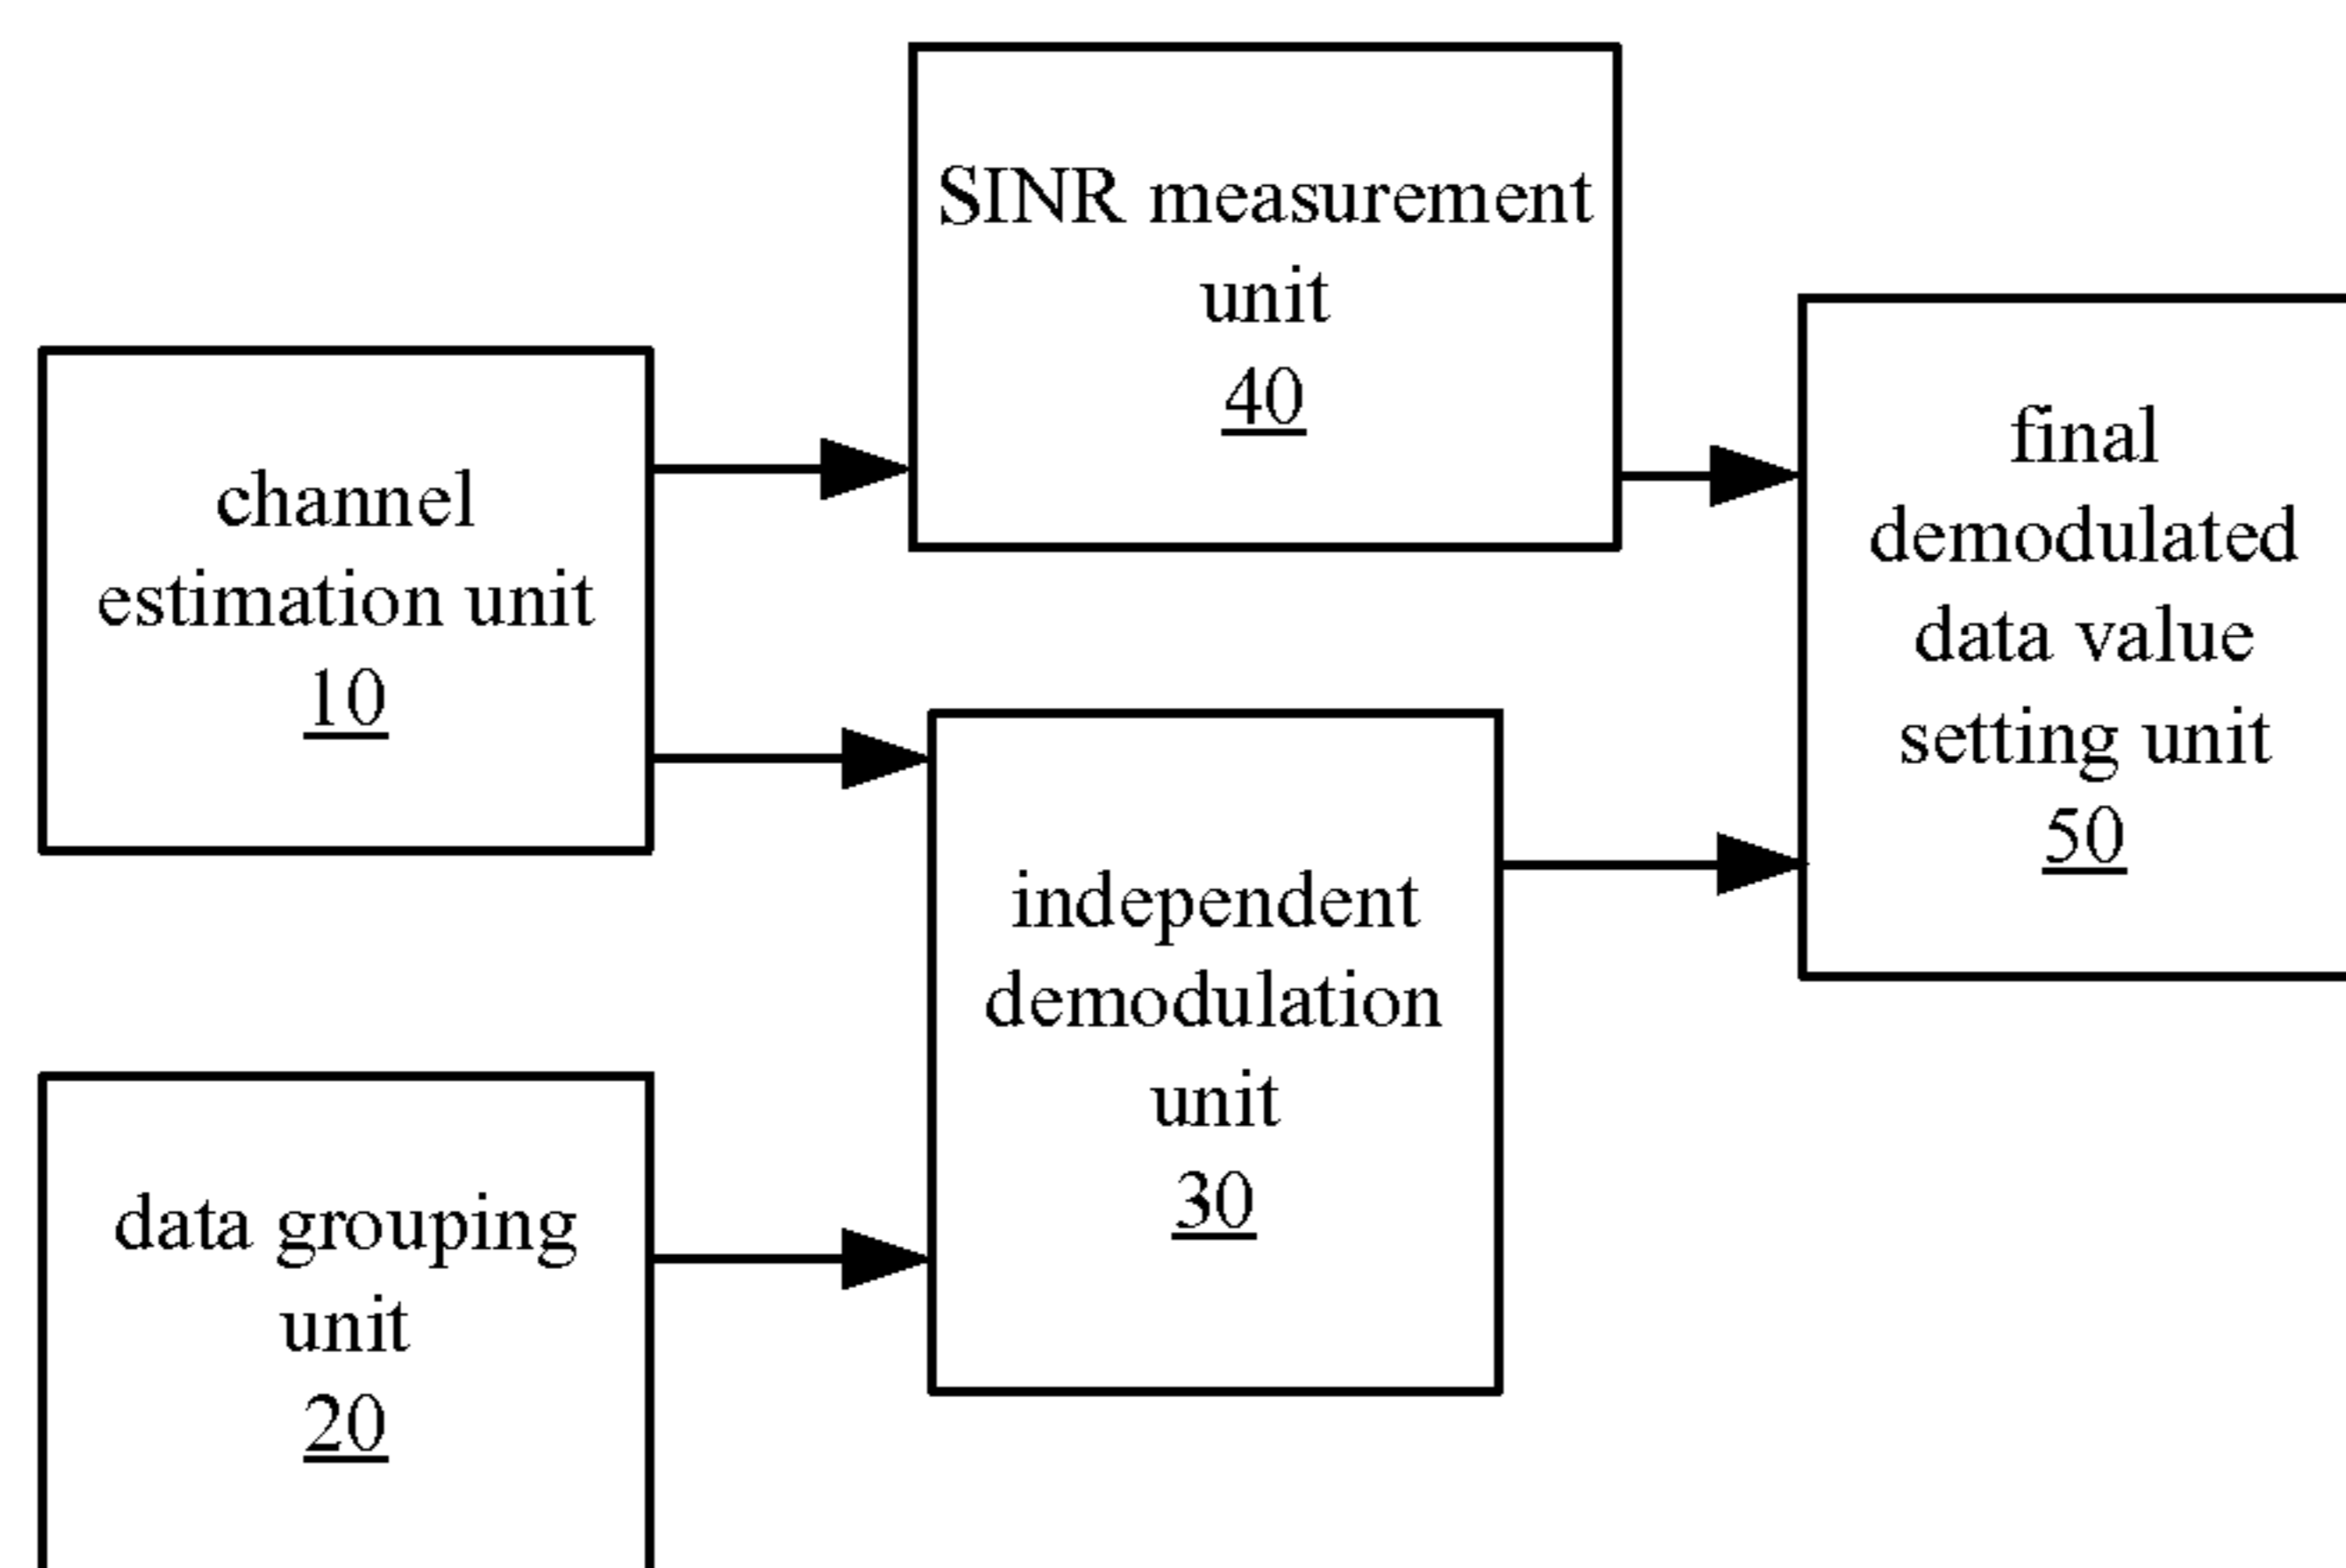 SINR measurement
unit
40
channel
estimation unit
10
final
demodulated
data value
setting unit
50
independent
demodulation
unit
30
data grouping
unit
20